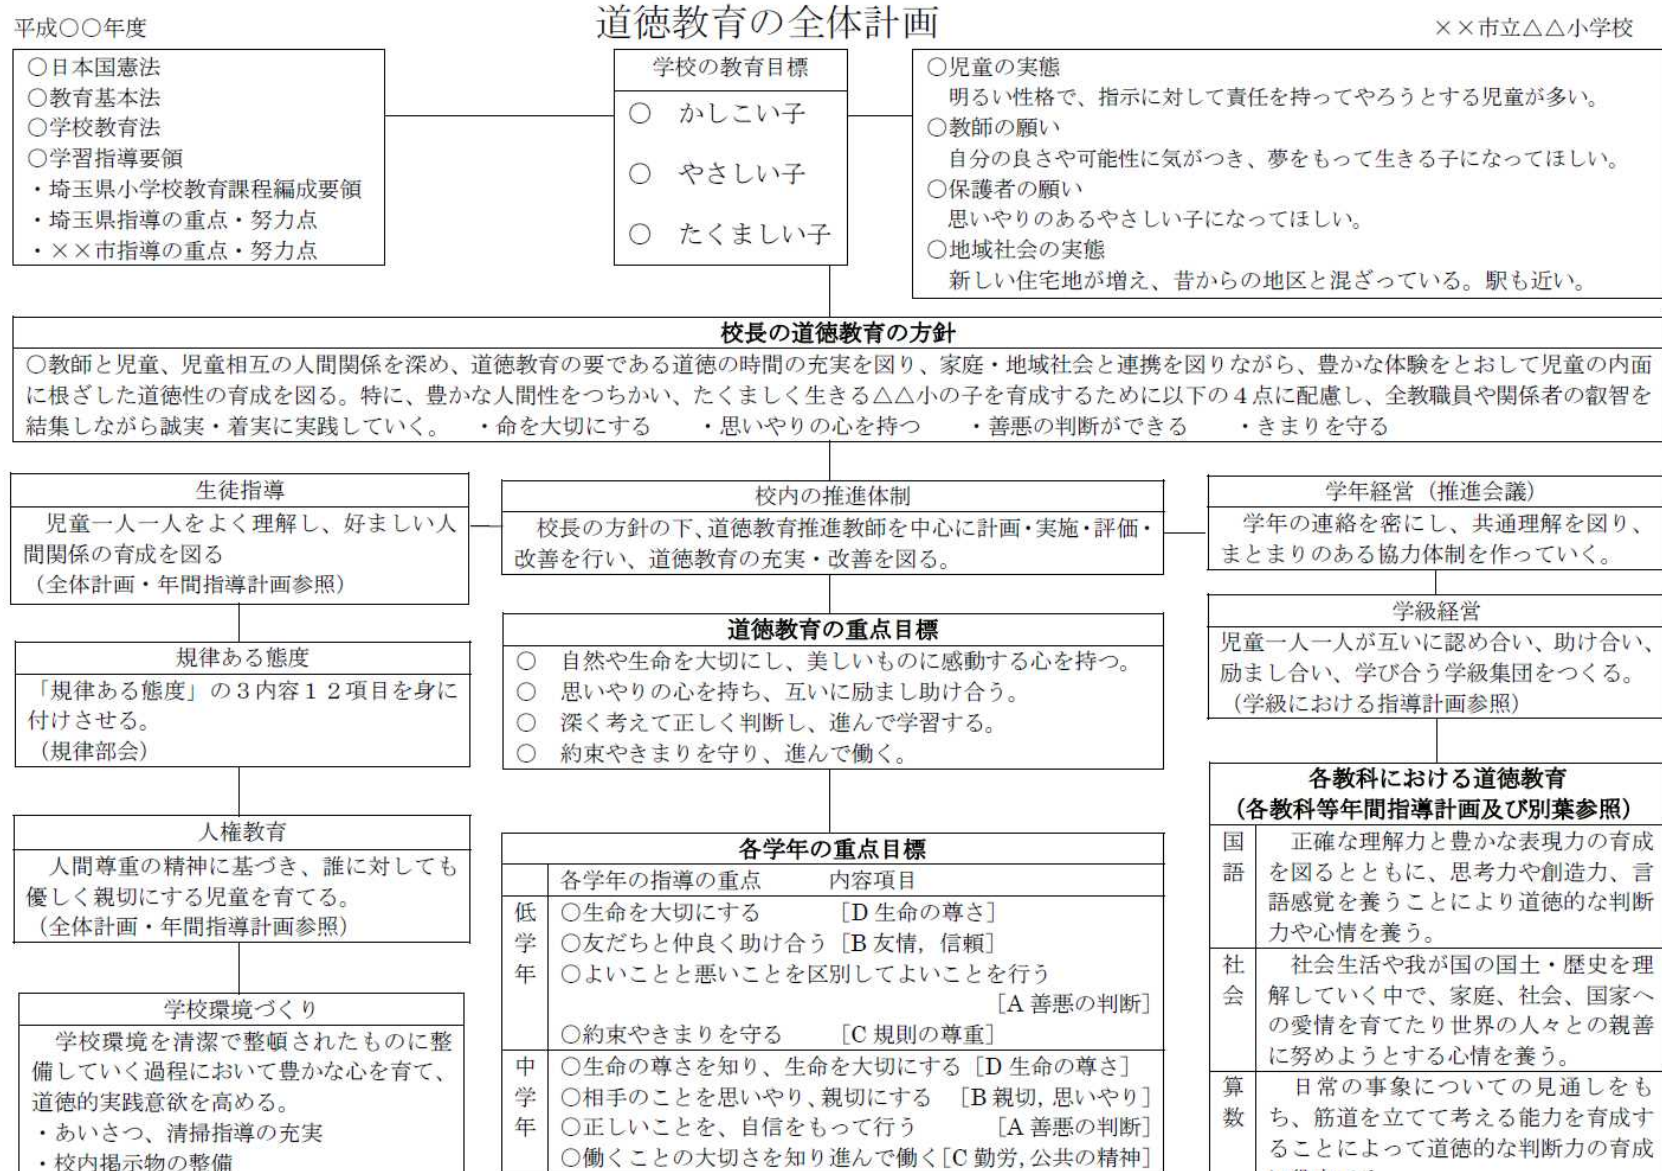 平成○○年度
道徳教育の全体計画
××市立△△小学校
○日本国憲法
○教育基本法
○学校教育法
○学習指導要領
・埼玉県小学校教育課程編成要領
・埼玉県指導の重点・努力点
・××市指導の重点・努力点
学校の教育目標
○ かしこい子
○ やさしい子
○ たくましい子
○児童の実態
明るい性格で、指示に対して責任を持ってやろうとする児童が多い。
○教師の願い
自分の良さや可能性に気がつき、夢をもって生きる子になってほしい。
○保護者の願い
思いやりのあるやさしい子になってほしい。
○地域社会の実態
新しい住宅地が増え、昔からの地区と混ざっている。駅も近い。
校長の道徳教育の方針
○教師と児童、児童相互の人間関係を深め、道徳教育の要である道徳の時間の充実を図り、家庭・地域社会と連携を図りながら、豊かな体験をとおして児童の内面
に根ざした道徳性の育成を図る。特に、豊かな人間性をつちかい、たくましく生きる△△小の子を育成するために以下の4点に配慮し、全教職員や関係者の叡智を
結集しながら誠実・着実に実践していく。 ・命を大切にする ・思いやりの心を持つ ・善悪の判断ができる ・きまりを守る
生徒指導
児童一人一人をよく理解し、好ましい人
間関係の育成を図る
(全体計画・年間指導計画参照)
規律ある態度
「規律ある態度」の3内容12項目を身に
付けさせる。
(規律部会)
人権教育
人間尊重の精神に基づき、誰に対しても
優しく親切にする児童を育てる。
(全体計画・年間指導計画参照)
学校環境づくり
学校環境を清潔で整頓されたものに整
備していく過程において豊かな心を育て、
道徳的実践意欲を高める。
・あいさつ、清掃指導の充実
・校内掲示物の整備
校内の推進体制
校長の方針の下、道徳教育推進教師を中心に計画・実施・評価・
改善を行い、道徳教育の充実・改善を図る。
道徳教育の重点目標
○ 自然や生命を大切にし、美しいものに感動する心を持つ。
○ 思いやりの心を持ち、互いに励まし助け合う。
○ 深く考えて正しく判断し、進んで学習する。
○ 約束やきまりを守り、進んで働く。
各学年の重点目標
各学年の指導の重点 内容項目
低学年
○生命を大切にする [D 生命の尊さ]
○友だちと仲良く助け合う [B 友情, 信頼]
○よいことと悪いことを区別してよいことを行う
[A 善悪の判断]
○約束やきまりを守る [C 規則の尊重]
中学年
○生命の尊さを知り、生命を大切にする [D 生命の尊さ]
○相手のことを思いやり、親切にする [B 親切, 思いやり]
○正しいことを、自信をもって行う [A 善悪の判断]
○働くことの大切さを知り進んで働く[C 勤労, 公共の精神]
学年経営 (推進会議)
学年の連絡を密にし、共通理解を図り、
まとまりのある協力体制を作っていく。
学級経営
児童一人一人が互いに認め合い、助け合い、
励まし合い、学び合う学級集団をつくる。
(学級における指導計画参照)
各教科における道徳教育
(各教科等年間指導計画及び別葉参照)
国語
正確な理解力と豊かな表現力の育成
を図るとともに、思考力や創造力、言
語感覚を養うことにより道徳的な判断
力や心情を養う。
社会
社会生活や我が国の国土・歴史を理
解していく中で、家庭、社会、国家へ
の愛情を育てたり世界の人々との親善
に努めようとする心情を養う。
算数
日常の事象についての見通しをも
ち、筋道を立てて考える能力を育成す
ることによって道徳的な判断力の育成